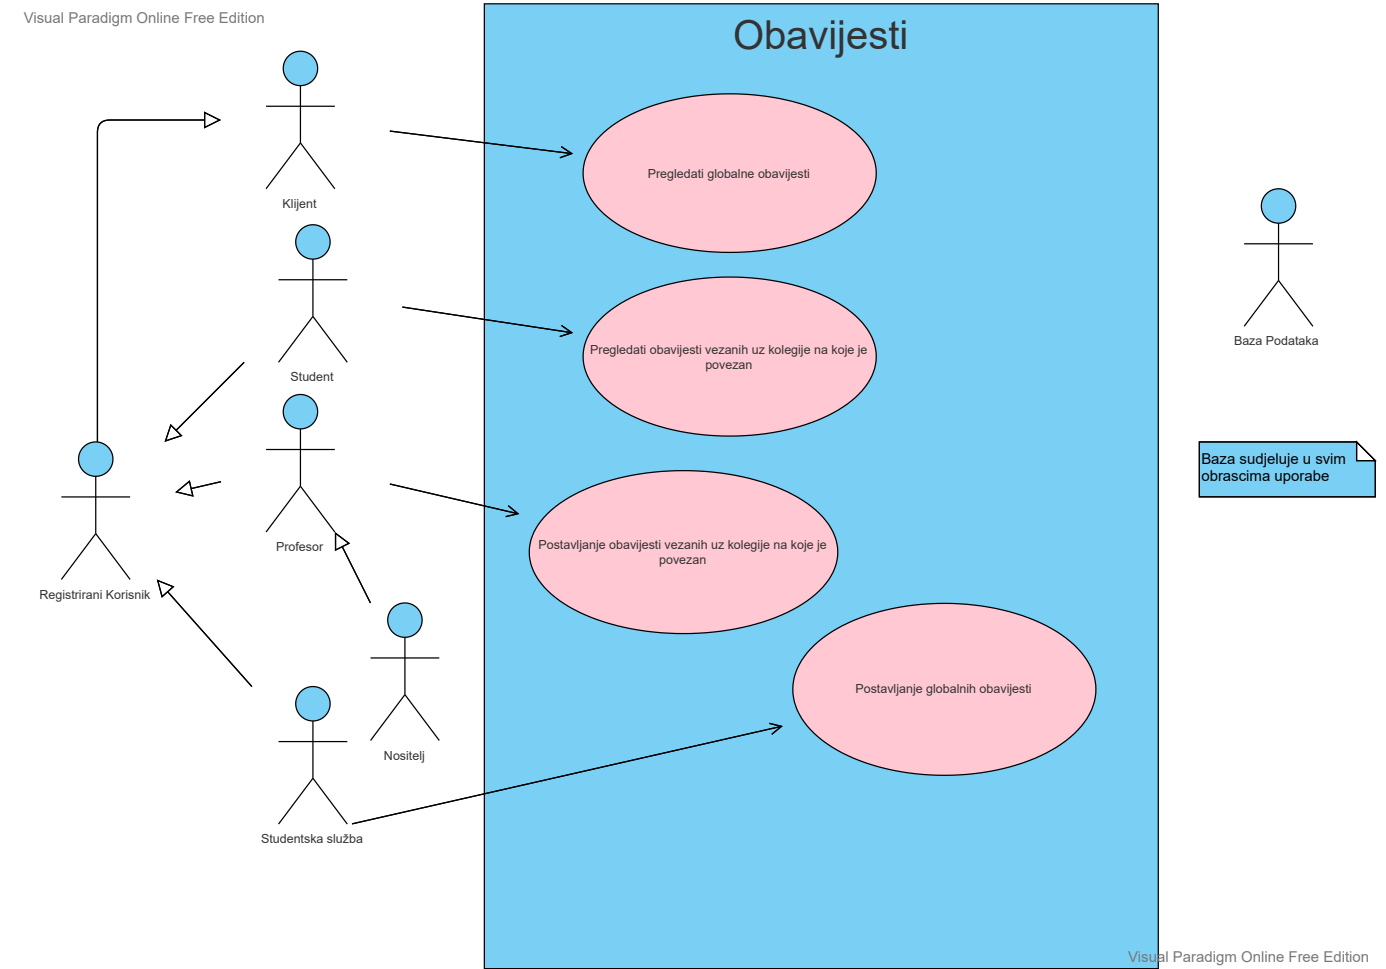 Visual Paradigm Online Free Edition
Obavijesti
Klijent
Pregledati globalne obavijesti
Student
Pregledati obavijesti vezanih uz kolegije na koje je
povezan
Baza Podataka
Baza sudjeluje u svim
obrascima uporabe
Profesor
Registrirani Korisnik
Postavljanje obavijesti vezanih uz kolegije na koje je
povezan
Nositelj
Postavljanje globalnih obavijesti
Studentska služba
Visual Paradigm Online Free Edition